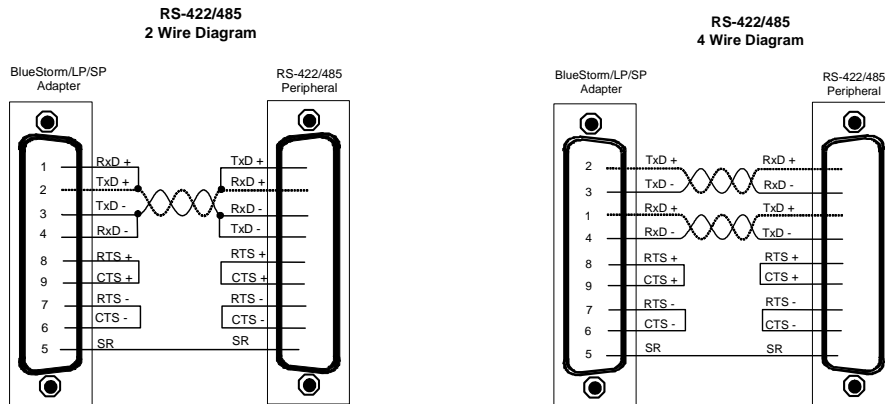 RS-422/485
2 Wire Diagram
BlueStorm/LP/SP
Adapter
RS-422/485
Peripheral
1 RxD + TxD +
2 TxD + RxD +
3 TxD - RxD -
4 RxD - TxD -
8 RTS + RTS +
9 CTS + CTS +
7 RTS - RTS -
6 CTS - CTS -
5 SR SR
RS-422/485
4 Wire Diagram
BlueStorm/LP/SP
Adapter
RS-422/485
Peripheral
2 TxD + RxD +
3 TxD - RxD -
1 RxD + TxD +
4 RxD - TxD -
8 RTS + RTS +
9 CTS + CTS +
7 RTS - RTS -
6 CTS - CTS -
5 SR SR